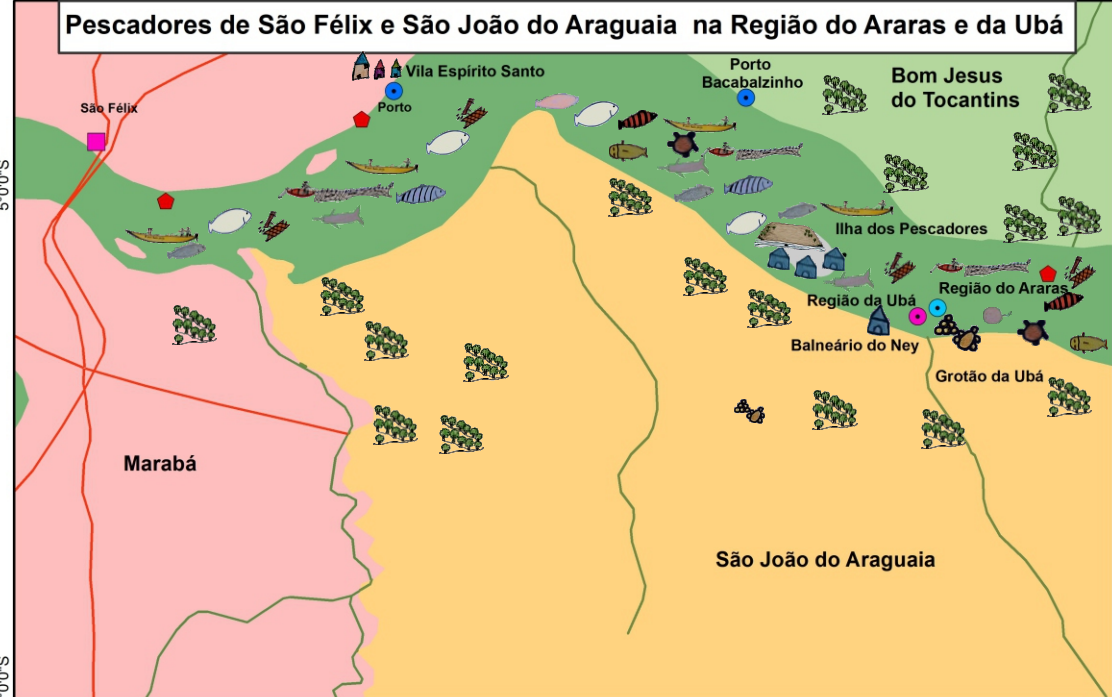 Pescadores de São Félix e São João do Araguaia na Região do Araras e da Ubá
Vila Espírito Santo
Porto
Bacabalzinho
Bom Jesus
do Tocantins
São Félix
Porto
Ilha dos Pescadores
Região do Araras
Região da Ubá
Balneário do Ney
Grotão da Ubá
Marabá
São João do Araguaia
5°0'0"S